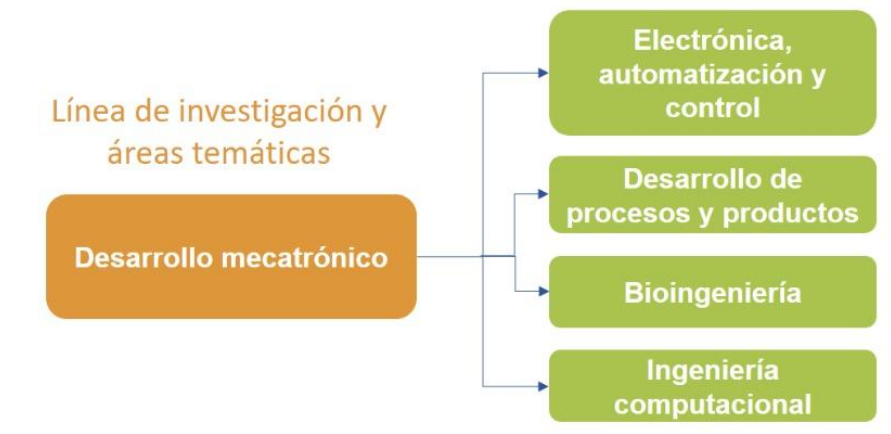 Línea de investigación y
áreas temáticas
Desarrollo mecatrónico
Electrónica,
automatización y
control
Desarrollo de
procesos y productos
Bioingeniería
Ingeniería
computacional